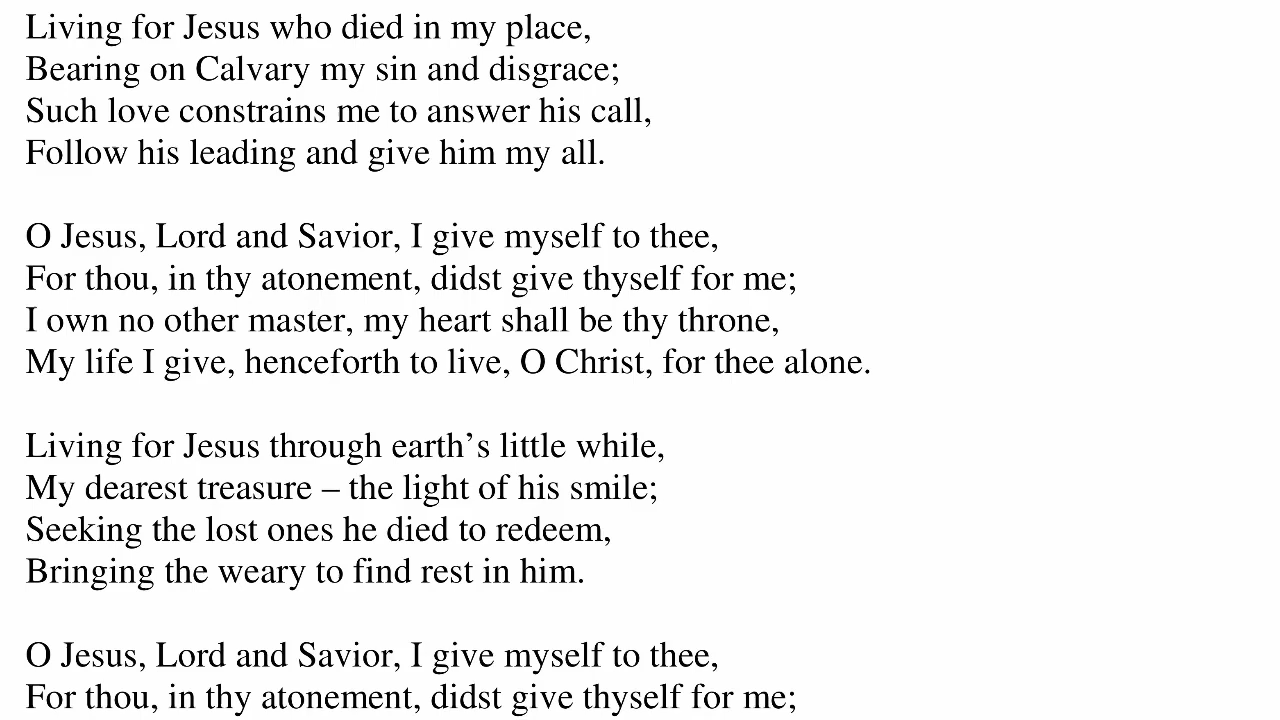 Living for Jesus who died in my place,
Bearing on Calvary my sin and disgrace;
Such love constrains me to answer his call,
Follow his leading and give him my all.

O Jesus, Lord and Savior, I give myself to thee,
For thou, in thy atonement, didst give thyself for me;
I own no other master, my heart shall be thy throne,
My life I give, henceforth to live, O Christ, for thee alone.

Living for Jesus through earth’s little while,
My dearest treasure – the light of his smile;
Seeking the lost ones he died to redeem,
Bringing the weary to find rest in him.

O Jesus, Lord and Savior, I give myself to thee,
For thou, in thy atonement, didst give thyself for me;